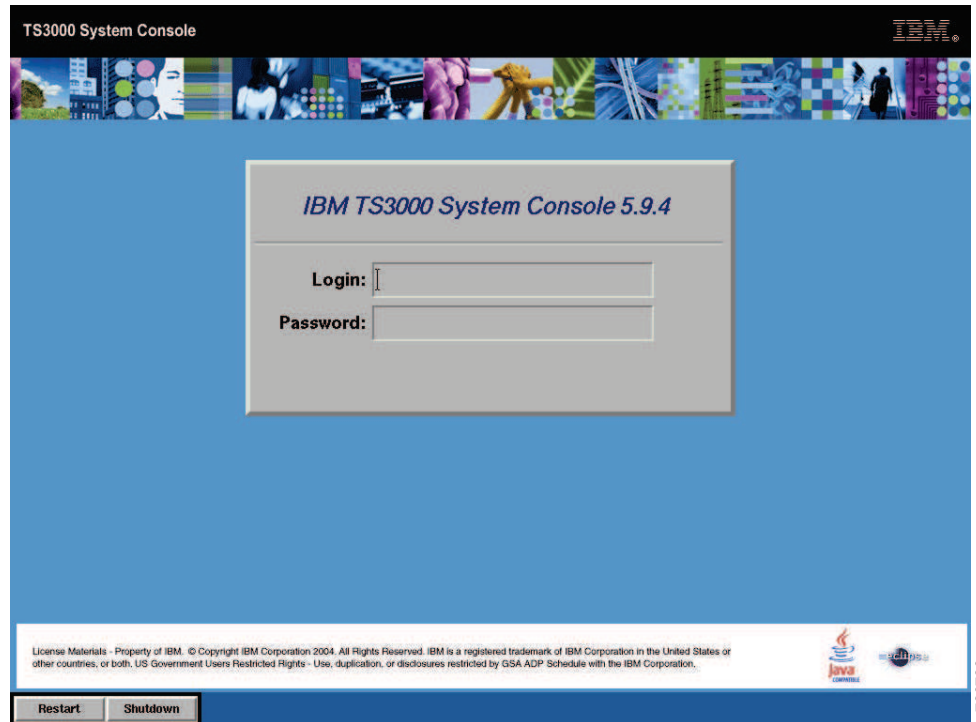 TS3000 System Console
IBM®
IBM TS3000 System Console 5.9.4
Login:
Password:
License Materials - Property of IBM. © Copyright IBM Corporation 2004. All Rights Reserved. IBM is a registered trademark of IBM Corporation in the United States or
other countries, or both. US Government Users Restricted Rights - Use, duplication, or disclosures restricted by GSA ADP Schedule with the IBM Corporation.
Java
COMPATIBLE
eclipse
Restart
Shutdown